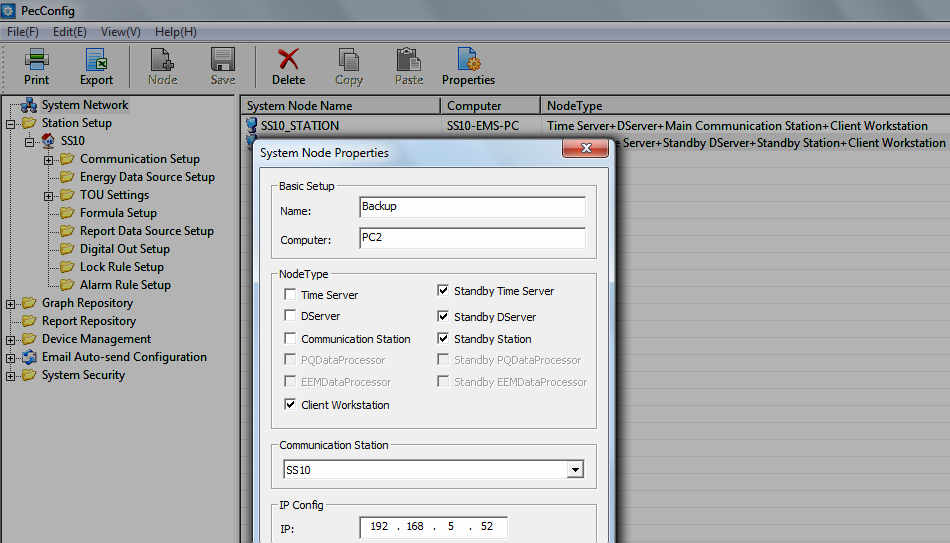 PecConfig
File(F) Edit(E) View(V) Help(H)
Print Export Node Save Delete Copy Paste Properties
System Network
Station Setup
SS10
Communication Setup
Energy Data Source Setup
TOU Settings
Formula Setup
Report Data Source Setup
Digital Out Setup
Lock Rule Setup
Alarm Rule Setup
Graph Repository
Report Repository
Device Management
Email Auto-send Configuration
System Security
System Node Name Computer NodeType
SS10_STATION SS10-EMS-PC Time Server+DServer+Main Communication Station+Client Workstation
Server+Standby DServer+Standby Station+Client Workstation
System Node Properties
Basic Setup
Name: Backup
Computer: PC2
NodeType
Time Server Standby Time Server
DServer Standby DServer
Communication Station Standby Station
PQDataProcessor Standby PQDataProcessor
EEMDataProcessor Standby EEMDataProcessor
Client Workstation
Communication Station
SS10
IP Config
IP: 192 . 168 . 5 . 52